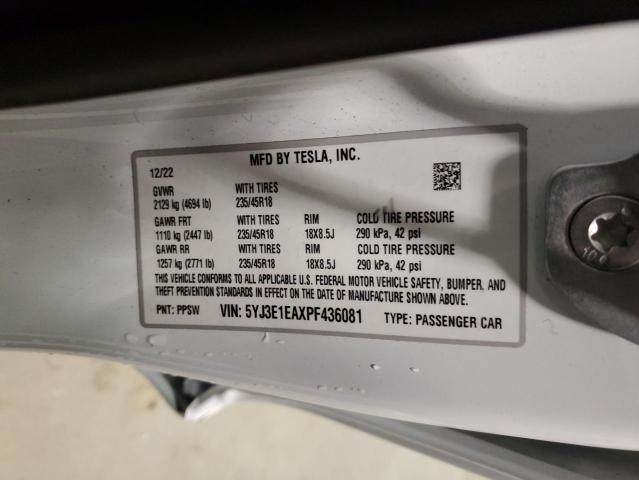 MFD BY TESLA, INC.
12/22
GVWR WITH TIRES
2129 kg (4694 lb) 235/45R18
GAWR FRT WITH TIRES RIM COLD TIRE PRESSURE
1110 kg (2447 lb) 235/45R18 18X8.5J 290 kPa, 42 psi
GAWR RR WITH TIRES RIM COLD TIRE PRESSURE
1257 kg (2771 lb) 235/45R18 18X8.5J 290 kPa, 42 psi
THIS VEHICLE CONFORMS TO ALL APPLICABLE U.S. FEDERAL MOTOR VEHICLE SAFETY, BUMPER, AND
THEFT PREVENTION STANDARDS IN EFFECT ON THE DATE OF MANUFACTURE SHOWN ABOVE.
PNT: PPSW VIN: 5YJ3E1EAXPF436081 TYPE: PASSENGER CAR